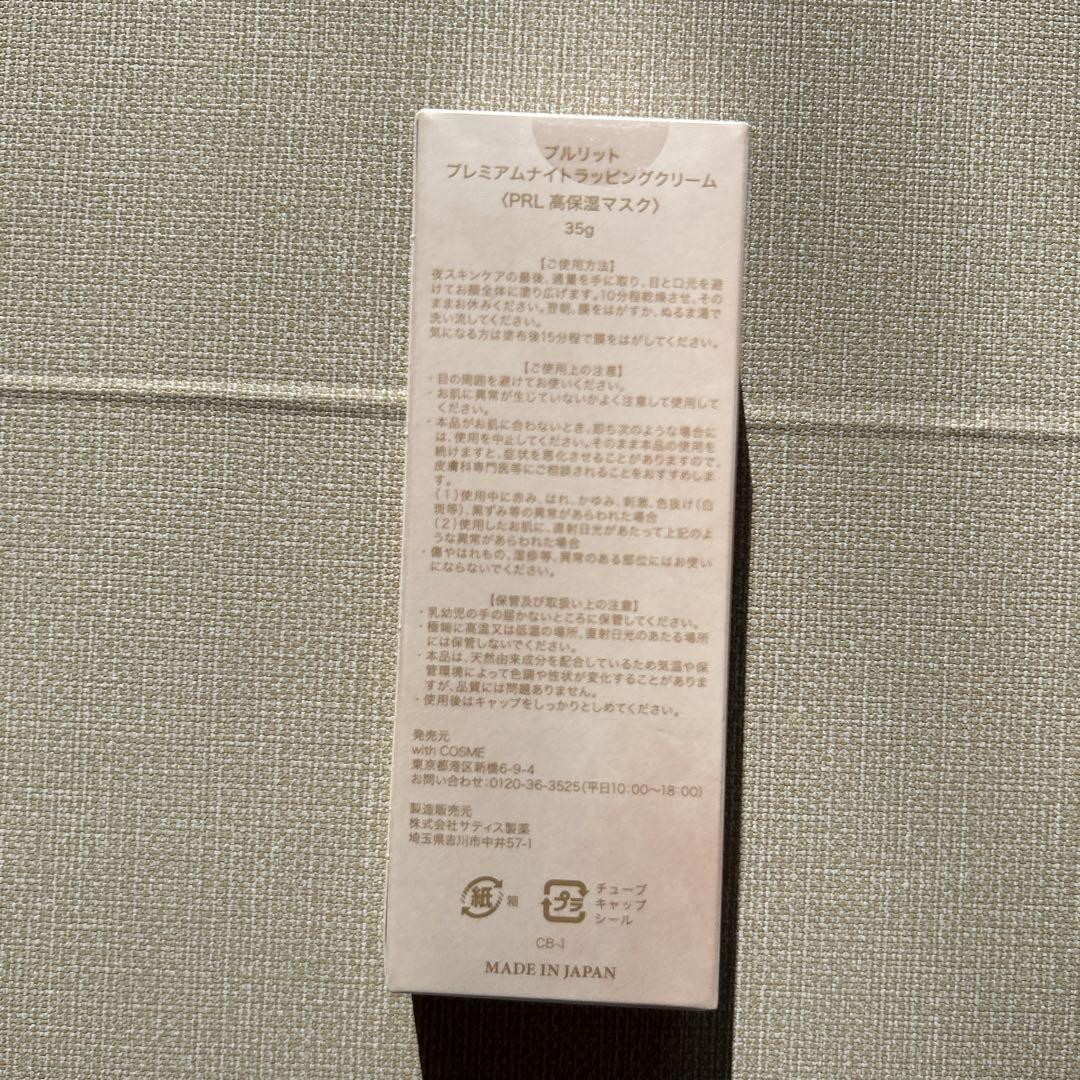 プルリット
プレミアムナイトラッピングクリーム
〈PRL 高保湿マスク〉
35g
【ご使用方法】
夜スキンケアの最後、適量を手に取り、目と口元を避
けてお顔全体に塗り広げます。10分程乾燥させ、その
ままお休みください。翌朝、膜をはがすか、ぬるま湯で
洗い流してください。
気になる方は塗布後15分程で膜をはがしてください。
【ご使用上の注意】
・目の周囲を避けてお使いください。
・お肌に異常が生じていないかよく注意して使用して
ください。
・本品がお肌に合わないとき、即ち次のような場合に
は、使用を中止してください。そのまま本品の使用を
続けますと、症状を悪化させることがありますので、
皮膚科専門医等にご相談されることをおすすめしま
す。
(1)使用中に赤み、はれ、かゆみ、刺激、色抜け(白
斑等)、黒ずみ等の異常があらわれた場合
(2)使用したお肌に、直射日光があたって上記のよ
うな異常があらわれた場合
・傷やはれもの、湿疹等、異常のある部位にはお使い
にならないでください。
【保管及び取扱い上の注意】
・乳幼児の手の届かないところに保管してください。
・極端に高温又は低温の場所、直射日光のあたる場所
には保管しないでください。
・本品は、天然由来成分を配合しているため気温や保
管環境によって色調や性状が変化することがありま
すが、品質には問題ありません。
・使用後はキャップをしっかりとしめてください。
発売元
with COSME
東京都港区新橋6-9-4
お問い合わせ:0120-36-3525(平日10:00～18:00)
製造販売元
株式会社サティス製薬
埼玉県吉川市中井57-1
紙 箱
プラ チューブ
キャップ
シール
CB-1
MADE IN JAPAN